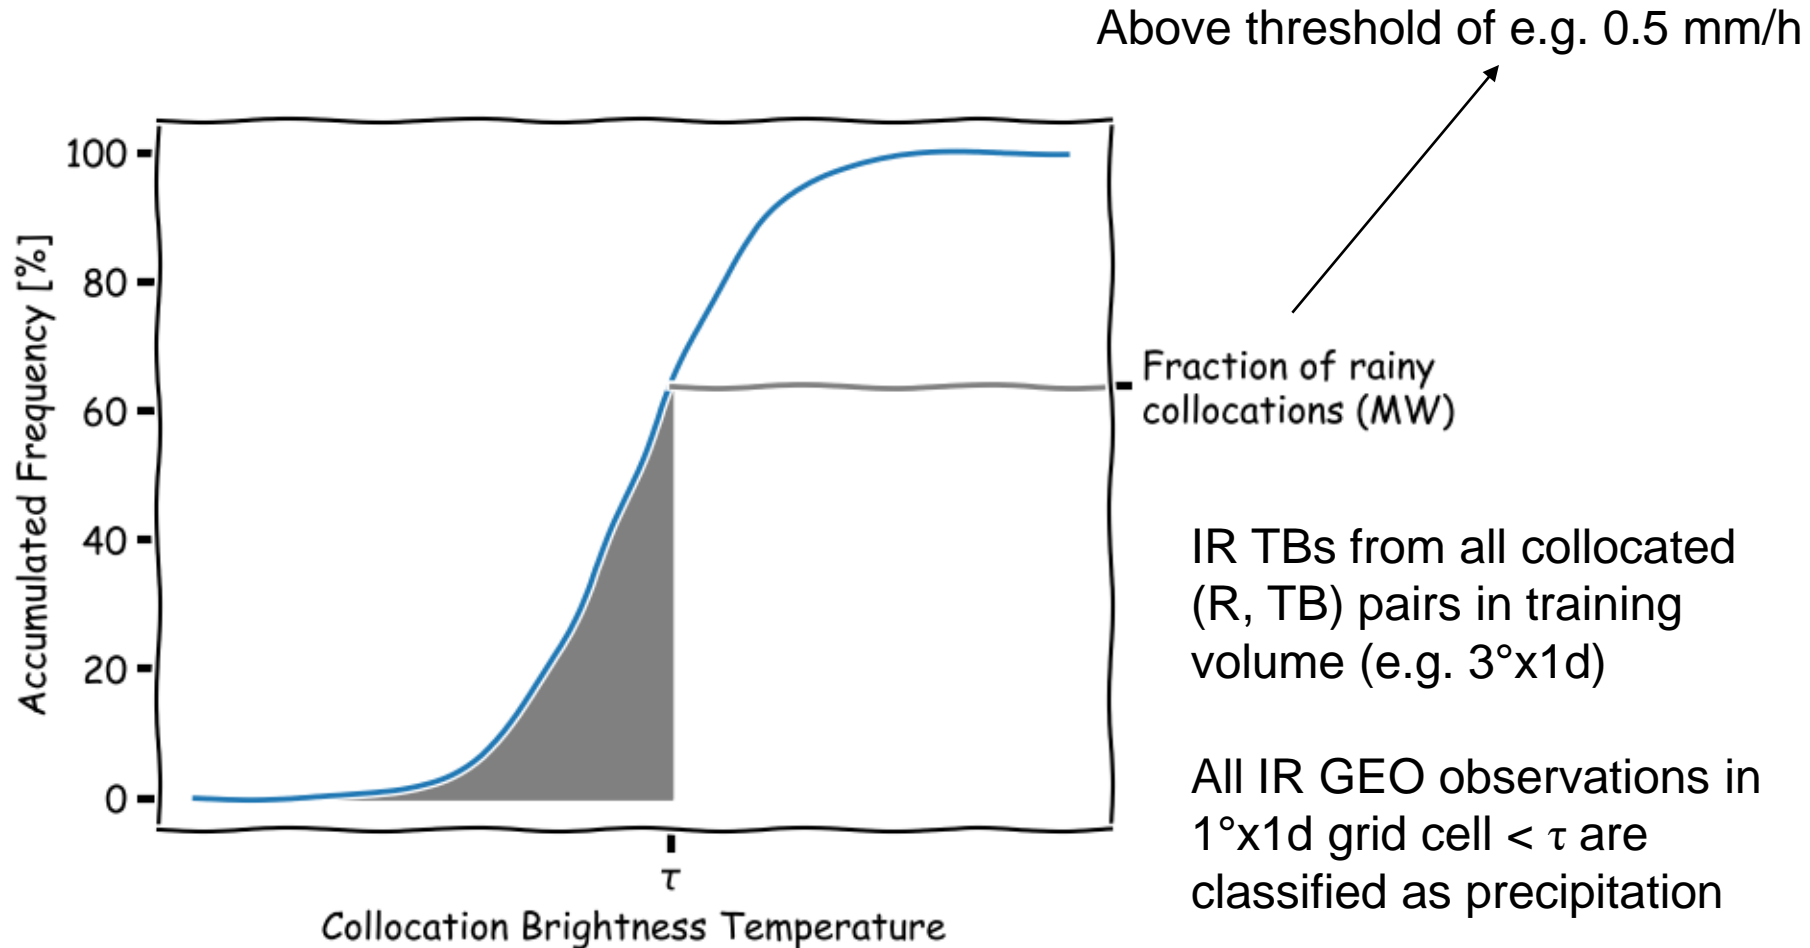 Above threshold of e.g. 0.5 mm/h
100
80
60
40
20
0
Accumulated Frequency [%]
τ
Collocation Brightness Temperature
Fraction of rainy
collocations (MW)
IR TBs from all collocated
(R, TB) pairs in training
volume (e.g. 3°x1d)
All IR GEO observations in
1°x1d grid cell < τ are
classified as precipitation